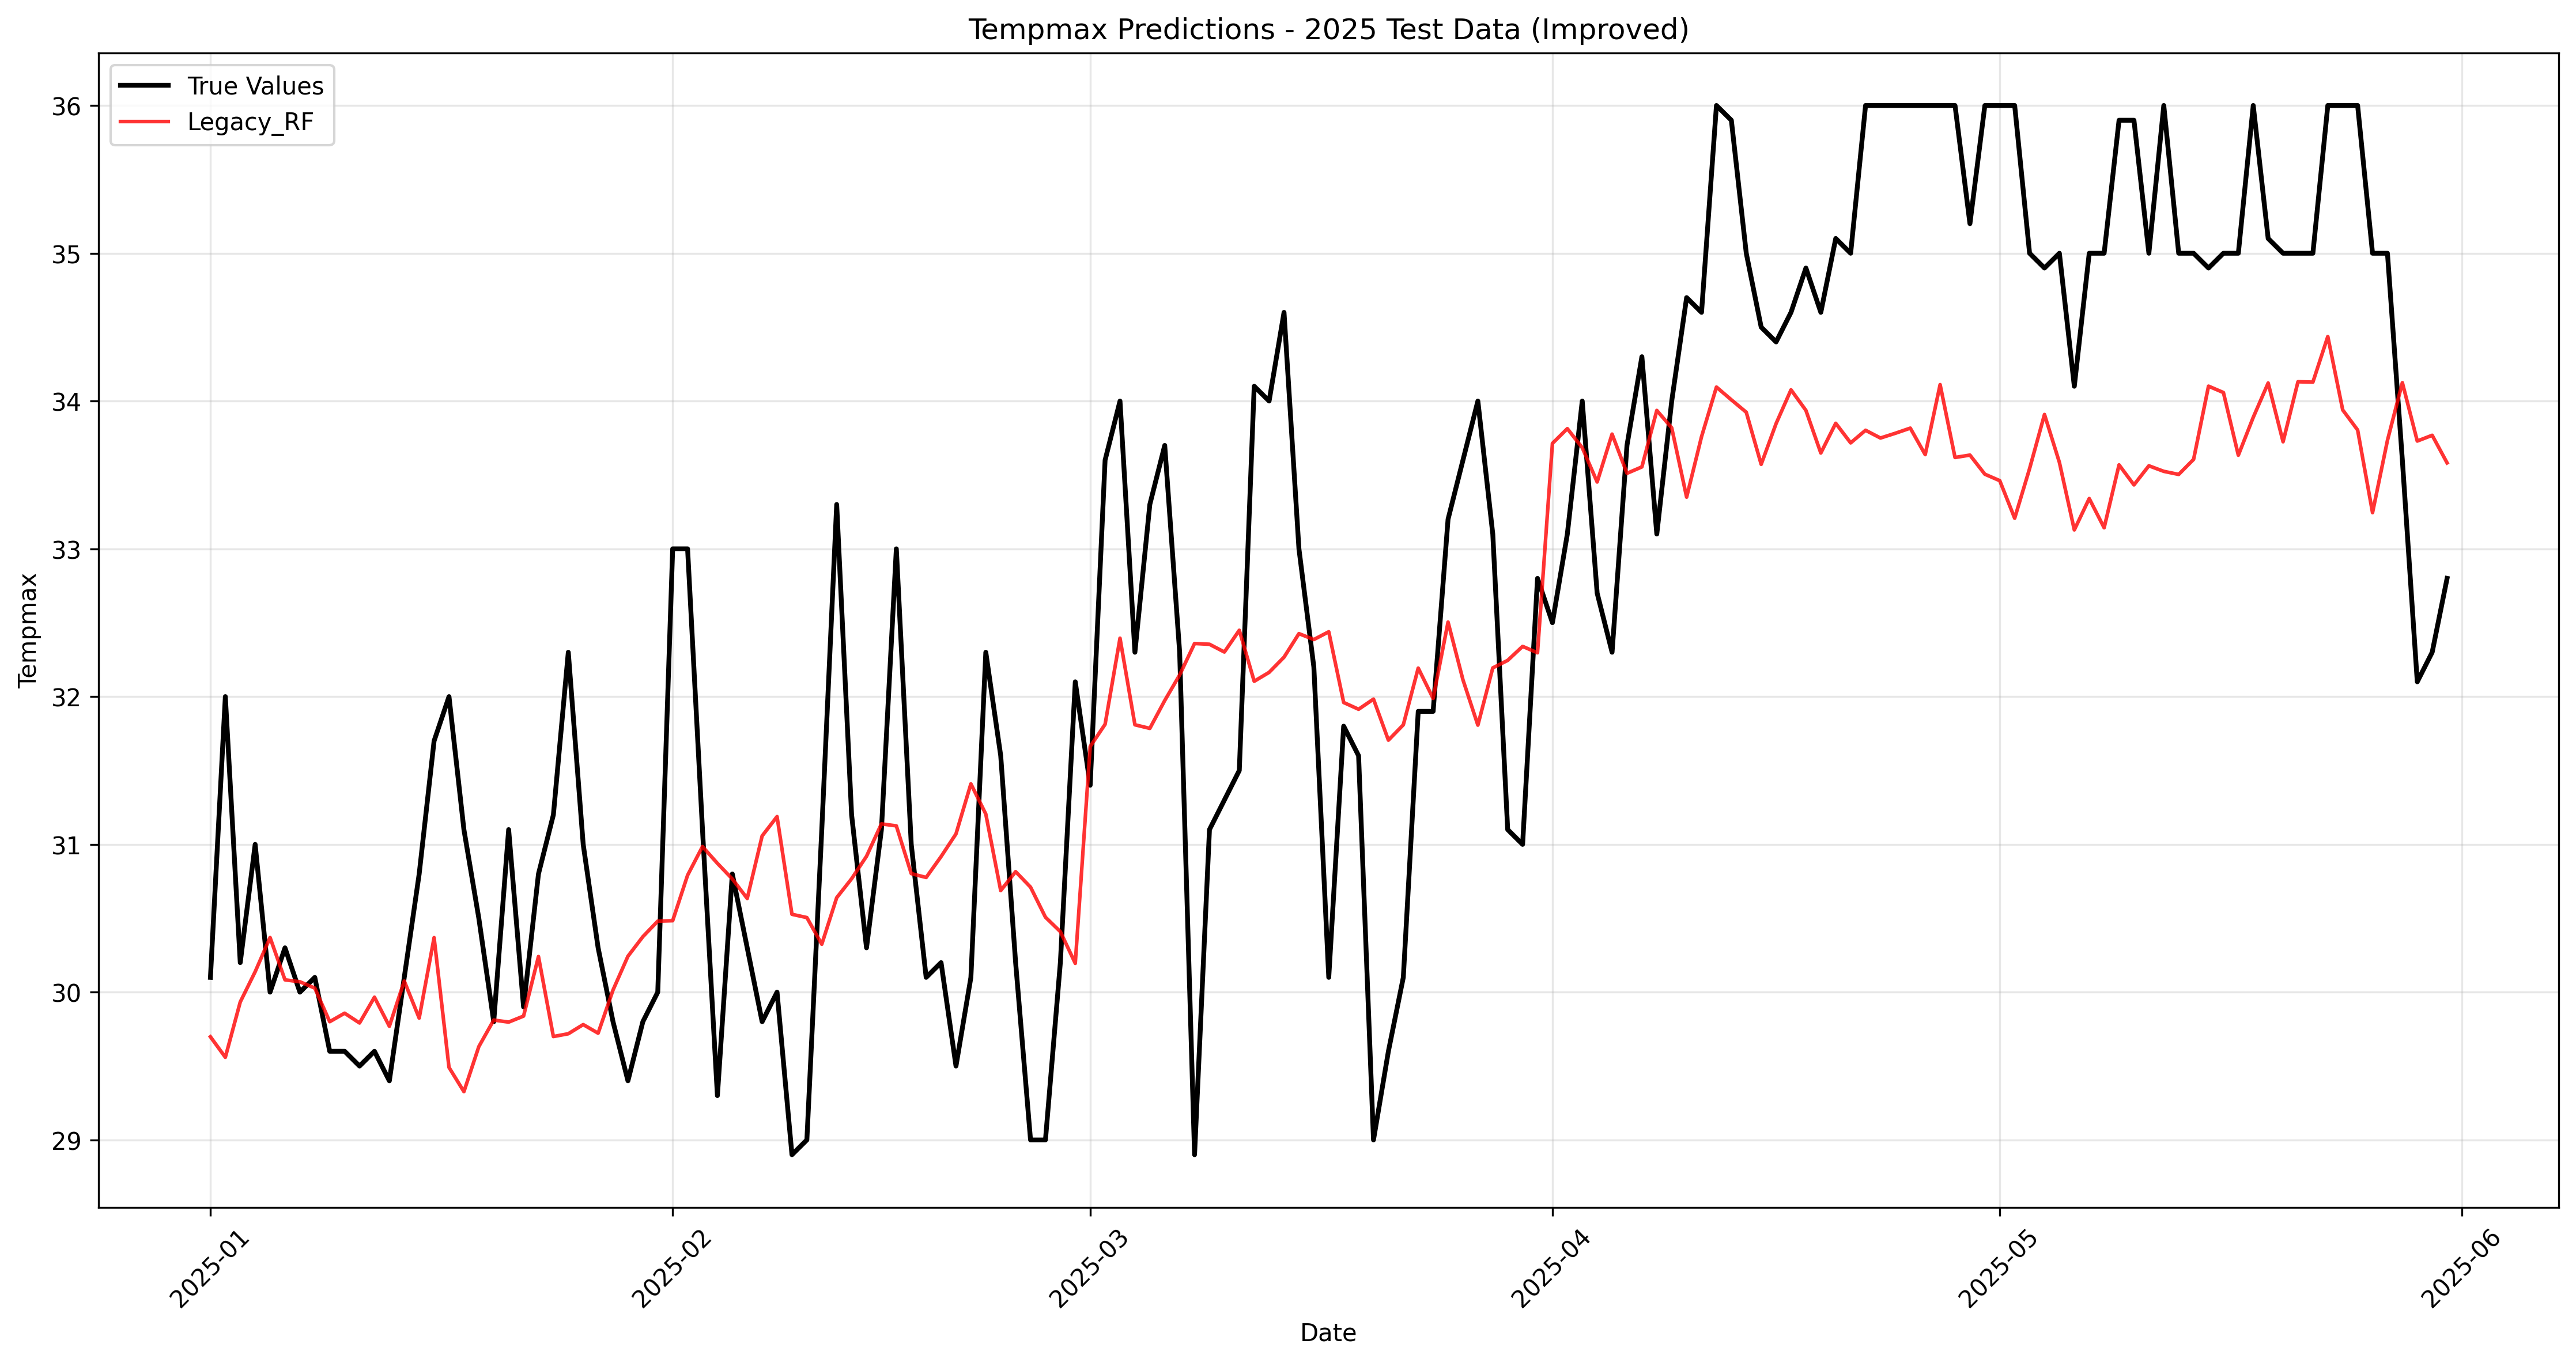 Tempmax Predictions - 2025 Test Data (Improved)
True Values
Legacy_RF
Tempmax
36
35
34
33
32
31
30
29
2025-01
2025-02
2025-03
2025-04
2025-05
2025-06
Date